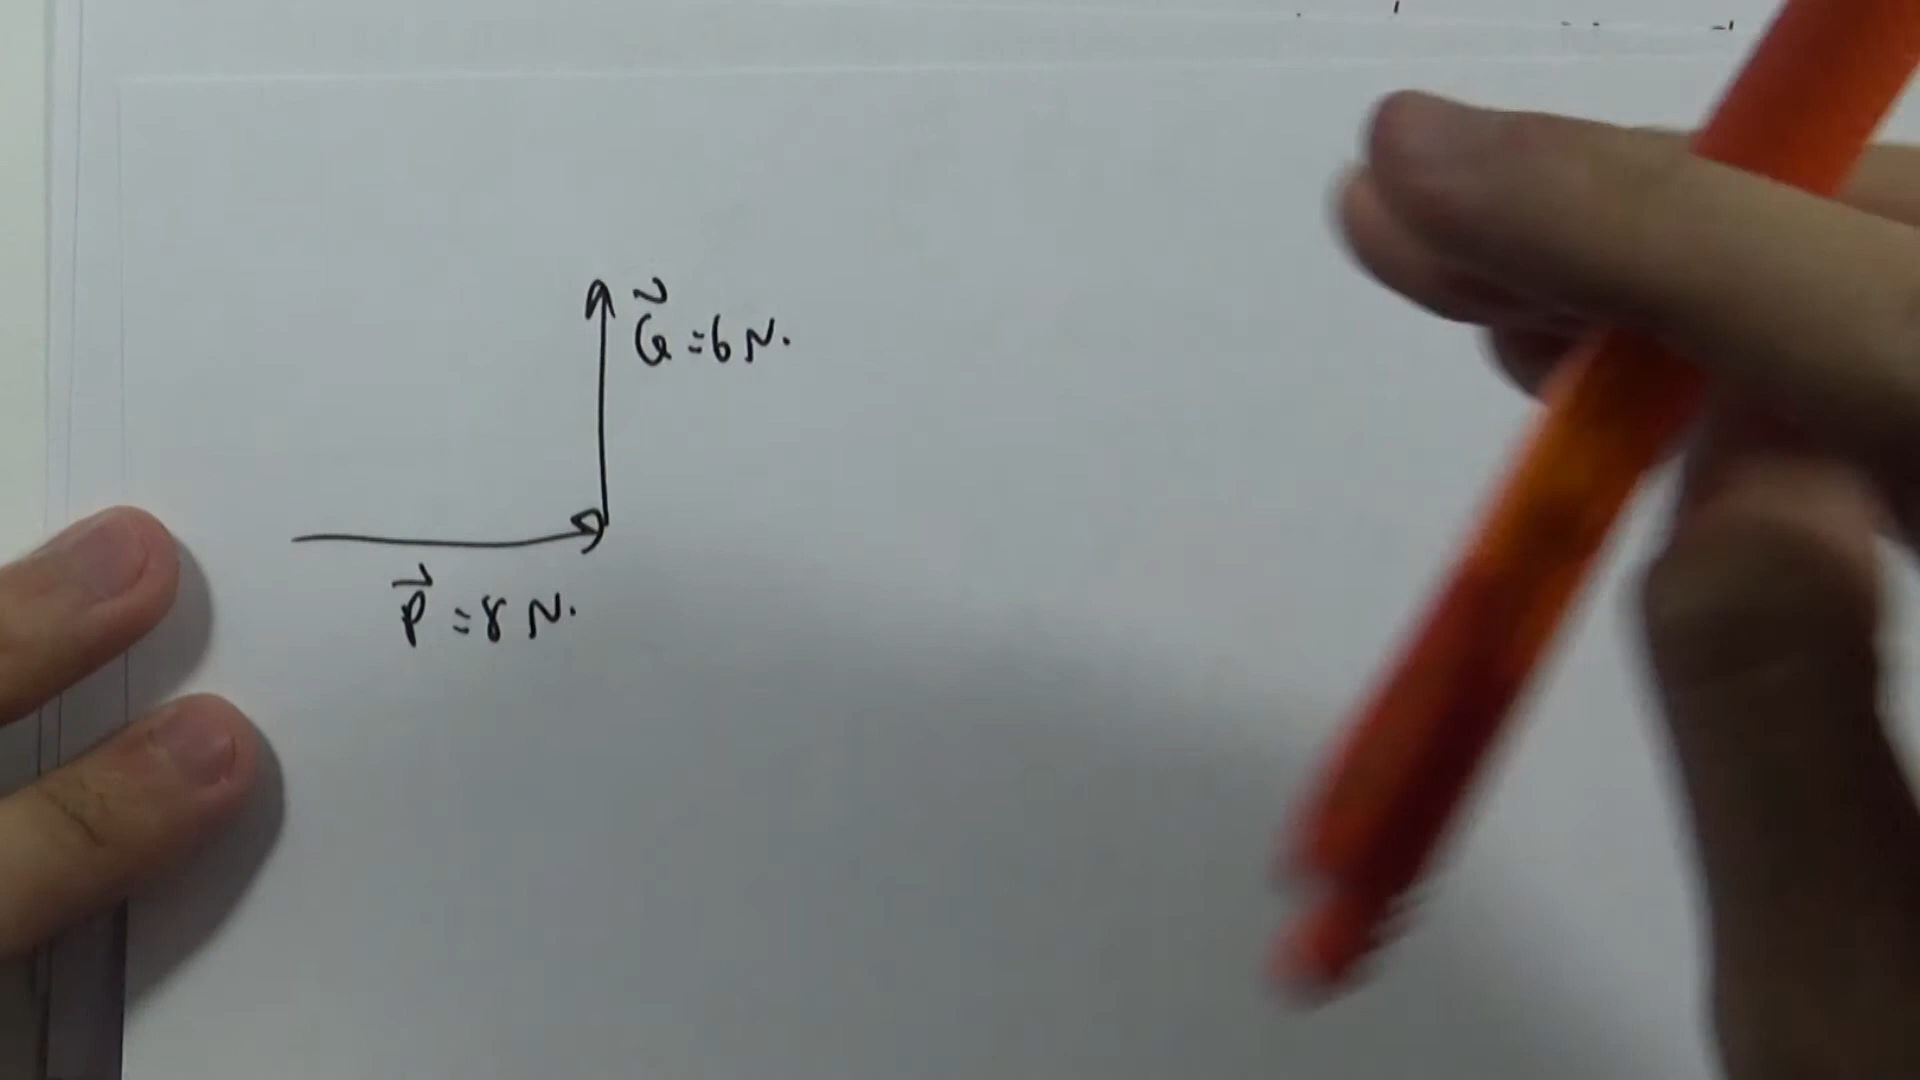 G⃗ = 6 N.
P⃗ = 8 N.